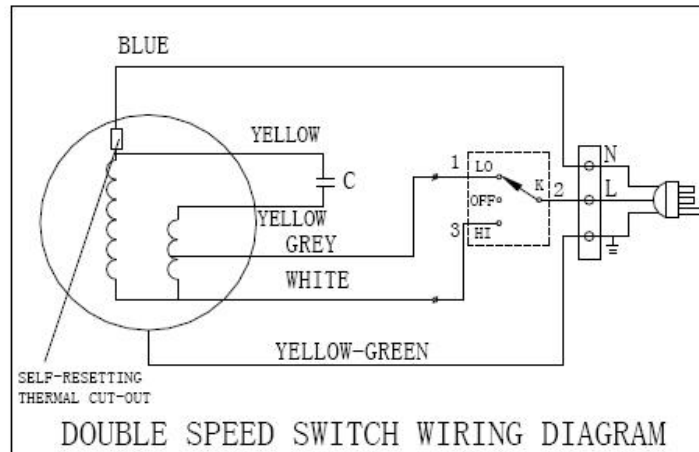 BLUE
YELLOW
C
YELLOW
GREY
WHITE
YELLOW-GREEN
1
LO
K
2
OFF
3
HI
N
L
SELF-RESETTING
THERMAL CUT-OUT
DOUBLE SPEED SWITCH WIRING DIAGRAM